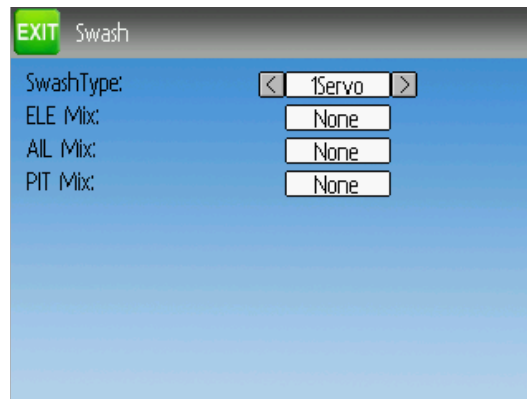 EXIT Swash
SwashType: < 1Servo >
ELE Mix: None
AIL Mix: None
PIT Mix: None